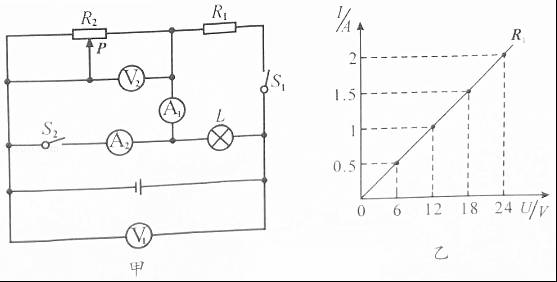 R₂
R₁
P
V₂
S₁
A₁
S₂
A₂
L
V₁
甲
I/A
R
2
1.5
1
0.5
0 6 12 18 24 U/V
乙